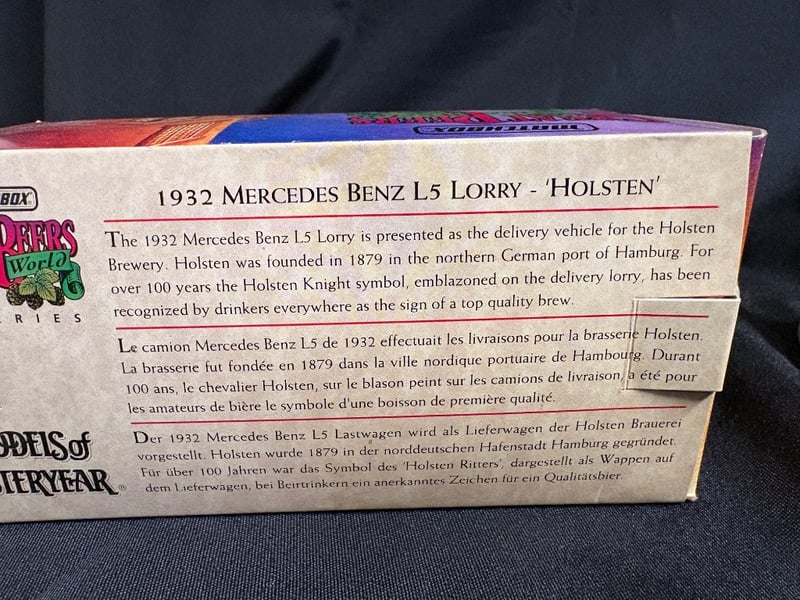 MATCHBOX
BOX
1932 MERCEDES BENZ L5 LORRY - 'HOLSTEN'
The 1932 Mercedes Benz L5 Lorry is presented as the delivery vehicle for the Holsten
Brewery. Holsten was founded in 1879 in the northern German port of Hamburg. For
over 100 years the Holsten Knight symbol, emblazoned on the delivery lorry, has been
recognized by drinkers everywhere as the sign of a top quality brew.
Le camion Mercedes Benz L5 de 1932 effectuait les livraisons pour la brasserie Holsten.
La brasserie fut fondée en 1879 dans la ville nordique portuaire de Hambourg. Durant
100 ans, le chevalier Holsten, sur le blason peint sur les camions de livraison, a été pour
les amateurs de bière le symbole d'une boisson de première qualité.
Der 1932 Mercedes Benz L5 Lastwagen wird als Lieferwagen der Holsten Brauerei
vorgestellt. Holsten wurde 1879 in der norddeutschen Hafenstadt Hamburg gegründet.
Für über 100 Jahren war das Symbol des 'Holsten Ritters', dargestellt als Wappen auf
dem Lieferwagen, bei Beirtrinkern ein anerkanntes Zeichen für ein Qualitätsbier.
BEERS
World
RIES
ODELS of
STERYEAR®